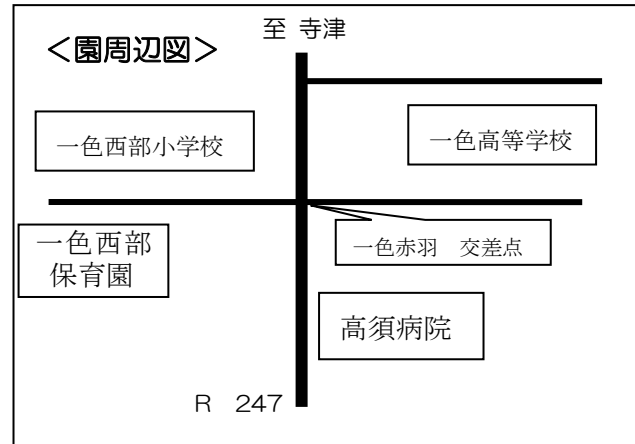 至 寺津
＜園周辺図＞
一色西部小学校
一色高等学校
一色西部
保育園
一色赤羽　交差点
高須病院
R　247